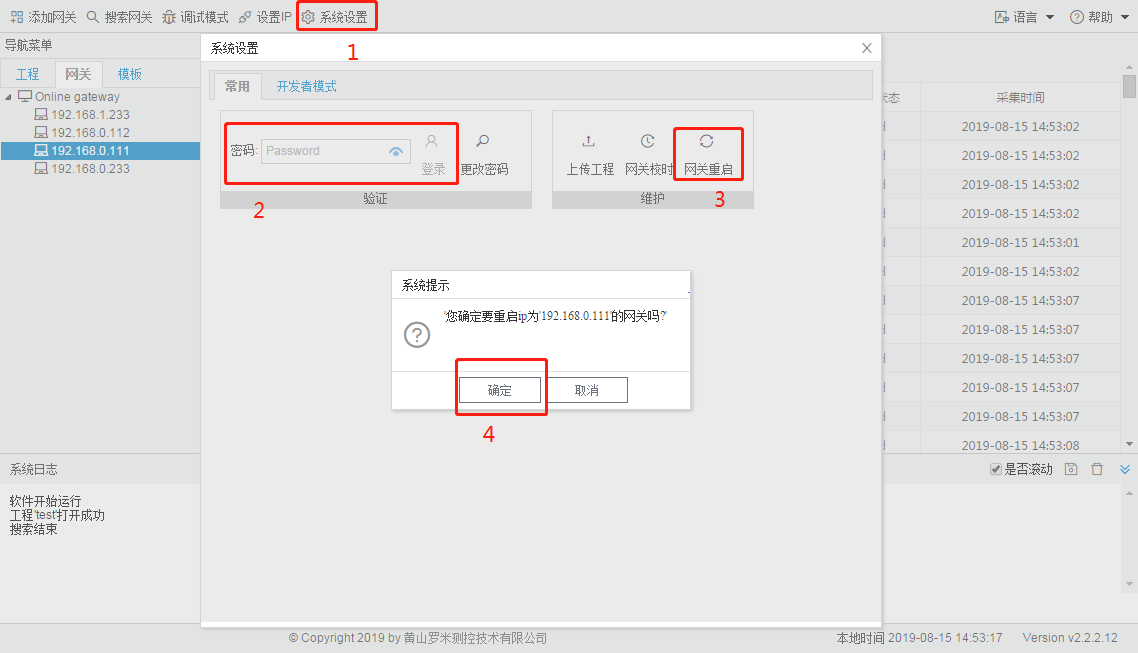 添加网关 搜索网关 调试模式 设置IP 系统设置 语言 帮助
1
导航菜单
工程 网关 模板
Online gateway
192.168.1.233
192.168.0.112
192.168.0.111
192.168.0.233
系统设置
常用 开发者模式
密码: Password 登录 更改密码
验证
2
上传工程 网关校时 网关重启
维护
3
系统提示
'您确定要重启ip为'192.168.0.111'的网关吗?'
确定 取消
4
状态 采集时间
2019-08-15 14:53:02
2019-08-15 14:53:02
2019-08-15 14:53:02
2019-08-15 14:53:02
2019-08-15 14:53:01
2019-08-15 14:53:02
2019-08-15 14:53:07
2019-08-15 14:53:07
2019-08-15 14:53:07
2019-08-15 14:53:07
2019-08-15 14:53:07
2019-08-15 14:53:08
系统日志 是否滚动
软件开始运行
工程'test'打开成功
搜索结束
© Copyright 2019 by 黄山罗米测控技术有限公司 本地时间 2019-08-15 14:53:17 Version v2.2.2.12